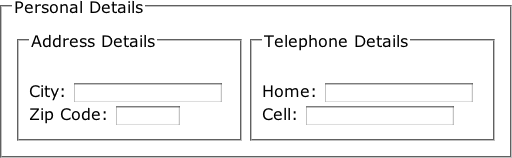 Personal Details
Address Details
City:
Zip Code:
Telephone Details
Home:
Cell: